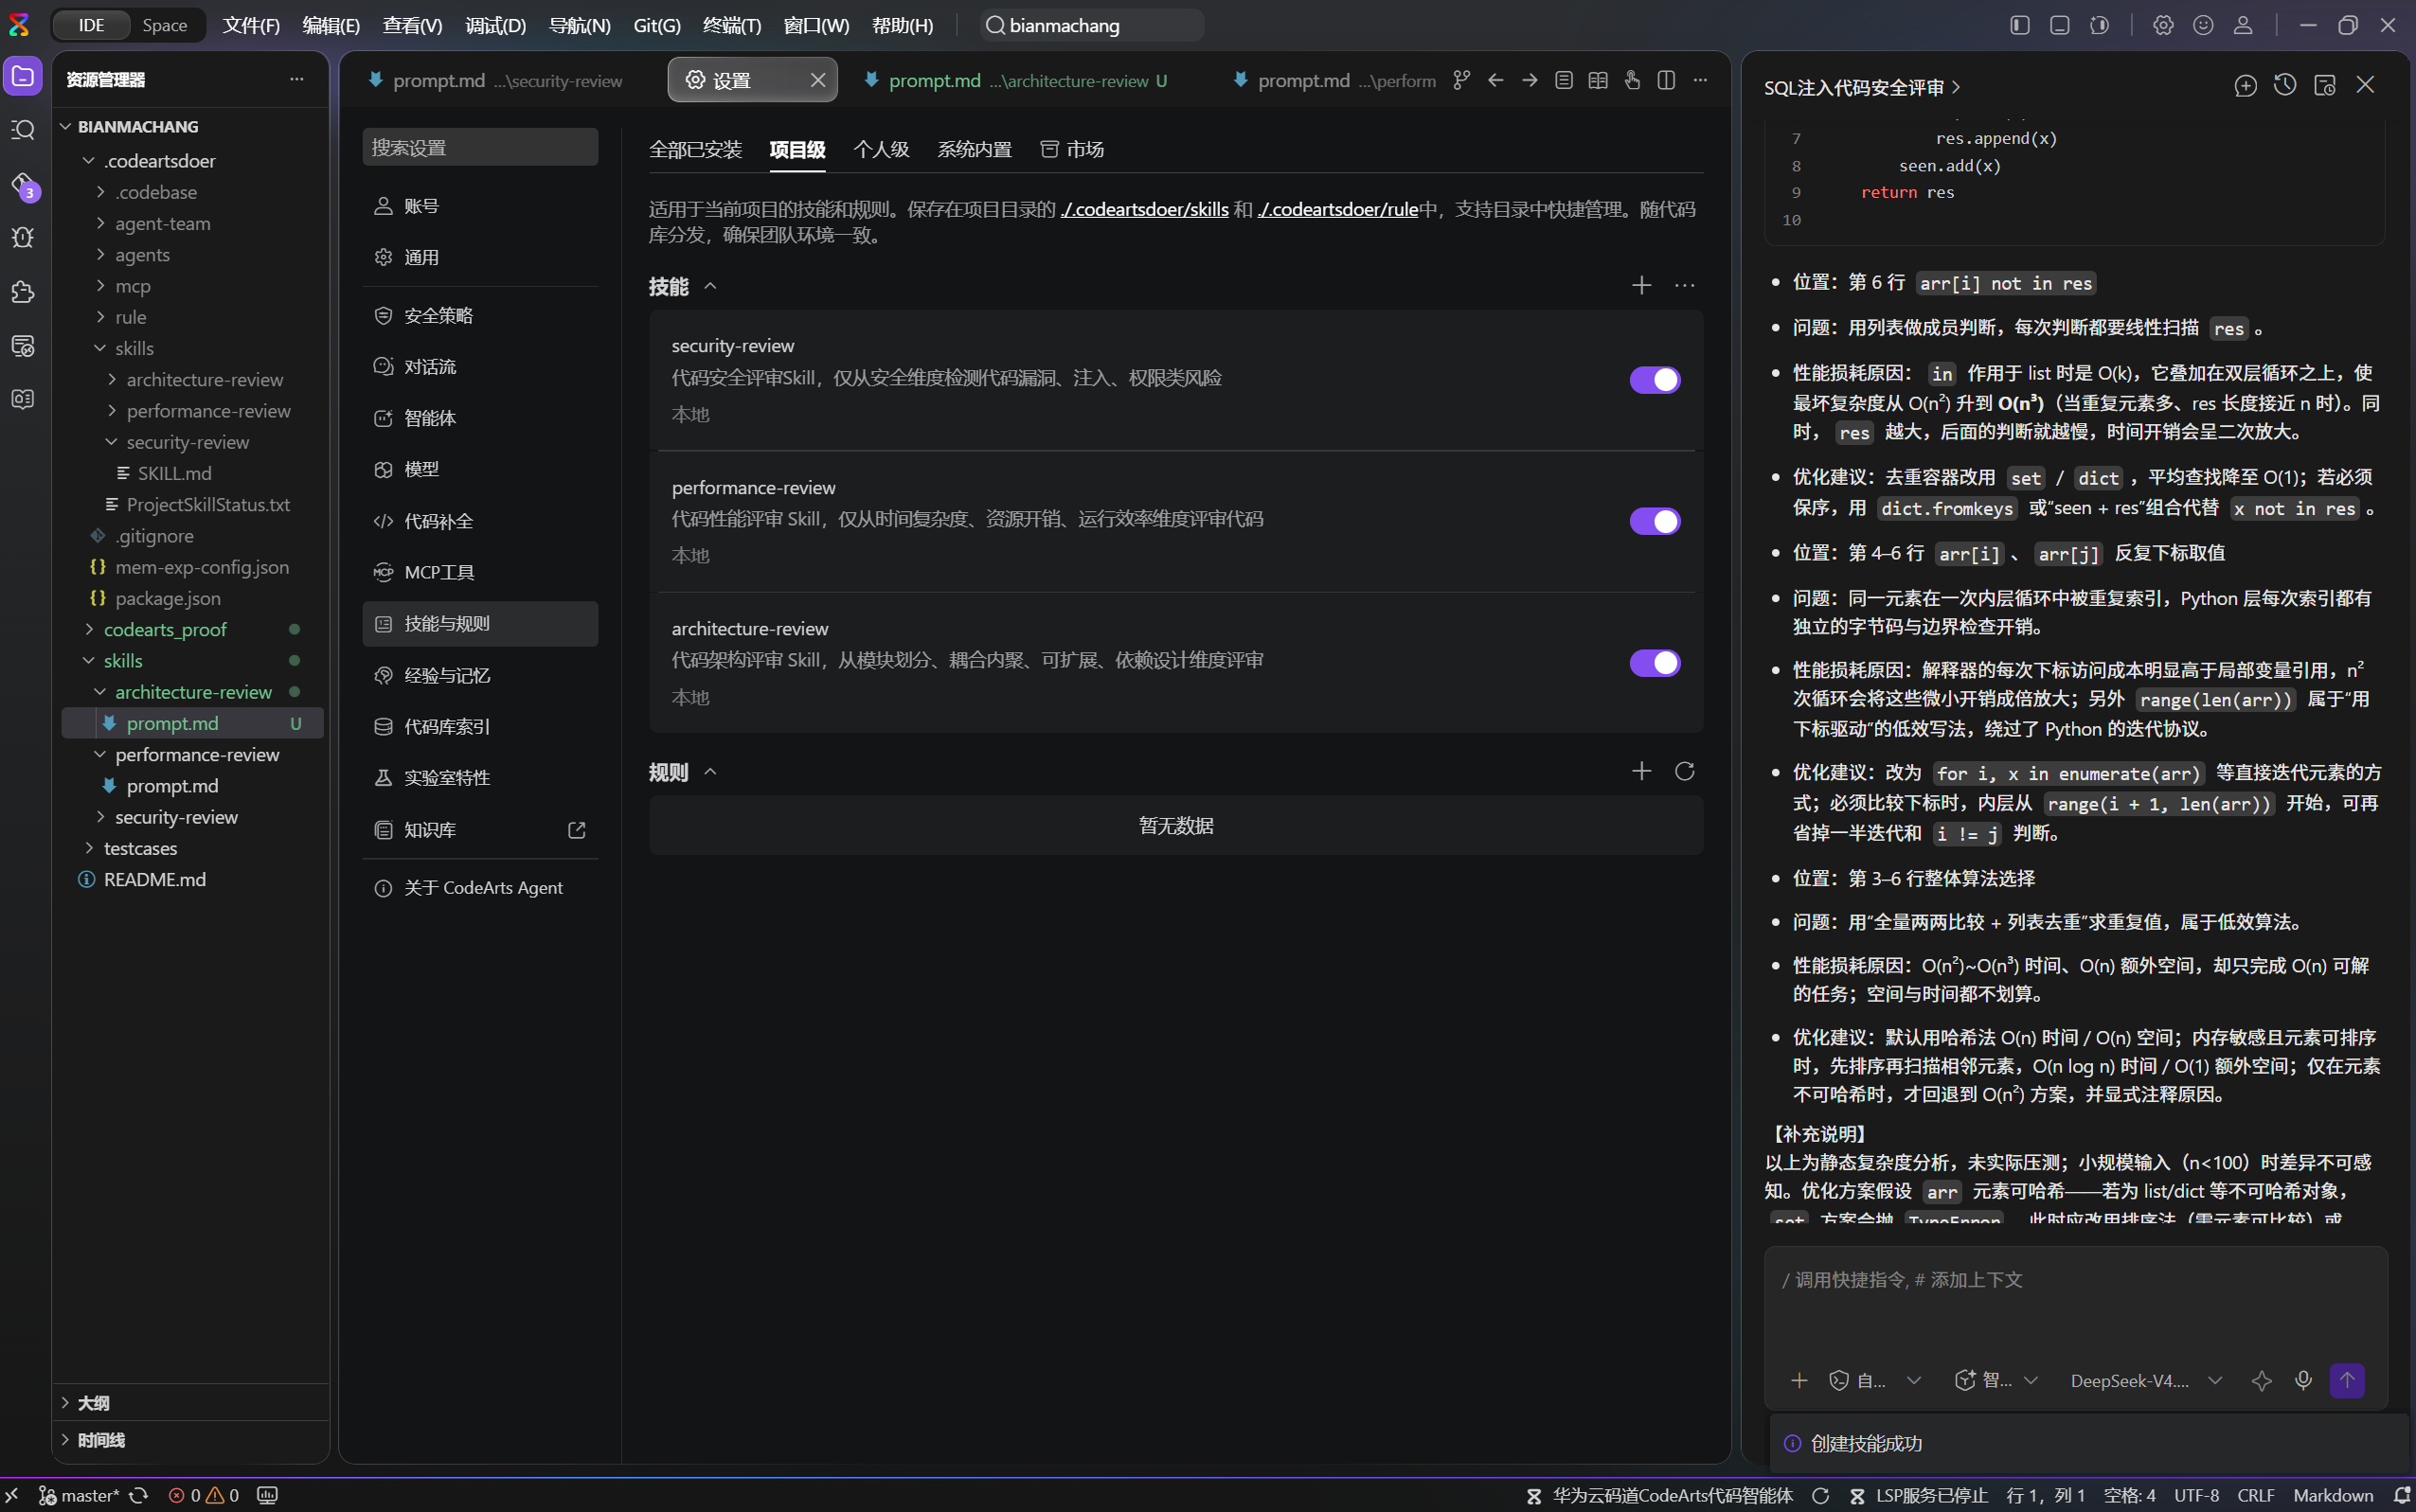 IDE
Space
文件(F)
编辑(E)
查看(V)
调试(D)
导航(N)
Git(G)
终端(T)
窗口(W)
帮助(H)
bianmachang
资源管理器
BIANMACHANG
.codeartsdoer
.codebase
agent-team
agents
mcp
rule
skills
architecture-review
performance-review
security-review
SKILL.md
ProjectSkillStatus.txt
.gitignore
mem-exp-config.json
package.json
codearts_proof
skills
architecture-review
prompt.md U
performance-review
prompt.md
security-review
testcases
README.md
大纲
时间线
3
prompt.md ...\security-review
设置
prompt.md ...\architecture-review U
prompt.md ...\perform
搜索设置
账号
通用
安全策略
对话流
智能体
模型
代码补全
MCP工具
技能与规则
经验与记忆
代码库索引
实验室特性
知识库
关于 CodeArts Agent
全部已安装
项目级
个人级
系统内置
市场
适用于当前项目的技能和规则。保存在项目目录的 ./.codeartsdoer/skills 和 ./.codeartsdoer/rule中，支持目录中快捷管理。随代码
库分发，确保团队环境一致。
技能
security-review
代码安全评审Skill，仅从安全维度检测代码漏洞、注入、权限类风险
本地
performance-review
代码性能评审 Skill，仅从时间复杂度、资源开销、运行效率维度评审代码
本地
architecture-review
代码架构评审 Skill，从模块划分、耦合内聚、可扩展、依赖设计维度评审
本地
规则
暂无数据
SQL注入代码安全评审
7 res.append(x)
8 seen.add(x)
9 return res
10
位置：第 6 行 arr[i] not in res
问题：用列表做成员判断，每次判断都要线性扫描 res 。
性能损耗原因： in 作用于 list 时是 O(k)，它叠加在双层循环之上，使
最坏复杂度从 O(n²) 升到 O(n³)（当重复元素多、res 长度接近 n 时）。同
时， res 越大，后面的判断就越慢，时间开销会呈二次放大。
优化建议：去重容器改用 set / dict ，平均查找降至 O(1)；若必须
保序，用 dict.fromkeys 或“seen + res”组合代替 x not in res 。
位置：第 4–6 行 arr[i] 、 arr[j] 反复下标取值
问题：同一元素在一次内层循环中被重复索引，Python 层每次索引都有
独立的字节码与边界检查开销。
性能损耗原因：解释器的每次下标访问成本明显高于局部变量引用，n²
次循环会将这些微小开销成倍放大；另外 range(len(arr)) 属于“用
下标驱动”的低效写法，绕过了 Python 的迭代协议。
优化建议：改为 for i, x in enumerate(arr) 等直接迭代元素的方
式；必须比较下标时，内层从 range(i + 1, len(arr)) 开始，可再
省掉一半迭代和 i != j 判断。
位置：第 3–6 行整体算法选择
问题：用“全量两两比较 + 列表去重”求重复值，属于低效算法。
性能损耗原因：O(n²)~O(n³) 时间、O(n) 额外空间，却只完成 O(n) 可解
的任务；空间与时间都不划算。
优化建议：默认用哈希法 O(n) 时间 / O(n) 空间；内存敏感且元素可排序
时，先排序再扫描相邻元素，O(n log n) 时间 / O(1) 额外空间；仅在元素
不可哈希时，才回退到 O(n²) 方案，并显式注释原因。
【补充说明】
以上为静态复杂度分析，未实际压测；小规模输入（n<100）时差异不可感
知。优化方案假设 arr 元素可哈希——若为 list/dict 等不可哈希对象，
set 方案会抛 TypeError 此时应改用排序法（需元素可比较）或
/ 调用快捷指令, # 添加上下文
自...
智...
DeepSeek-V4....
创建技能成功
master*
0
0
华为云码道CodeArts代码智能体
LSP服务已停止
行 1，列 1
空格: 4
UTF-8
CRLF
Markdown